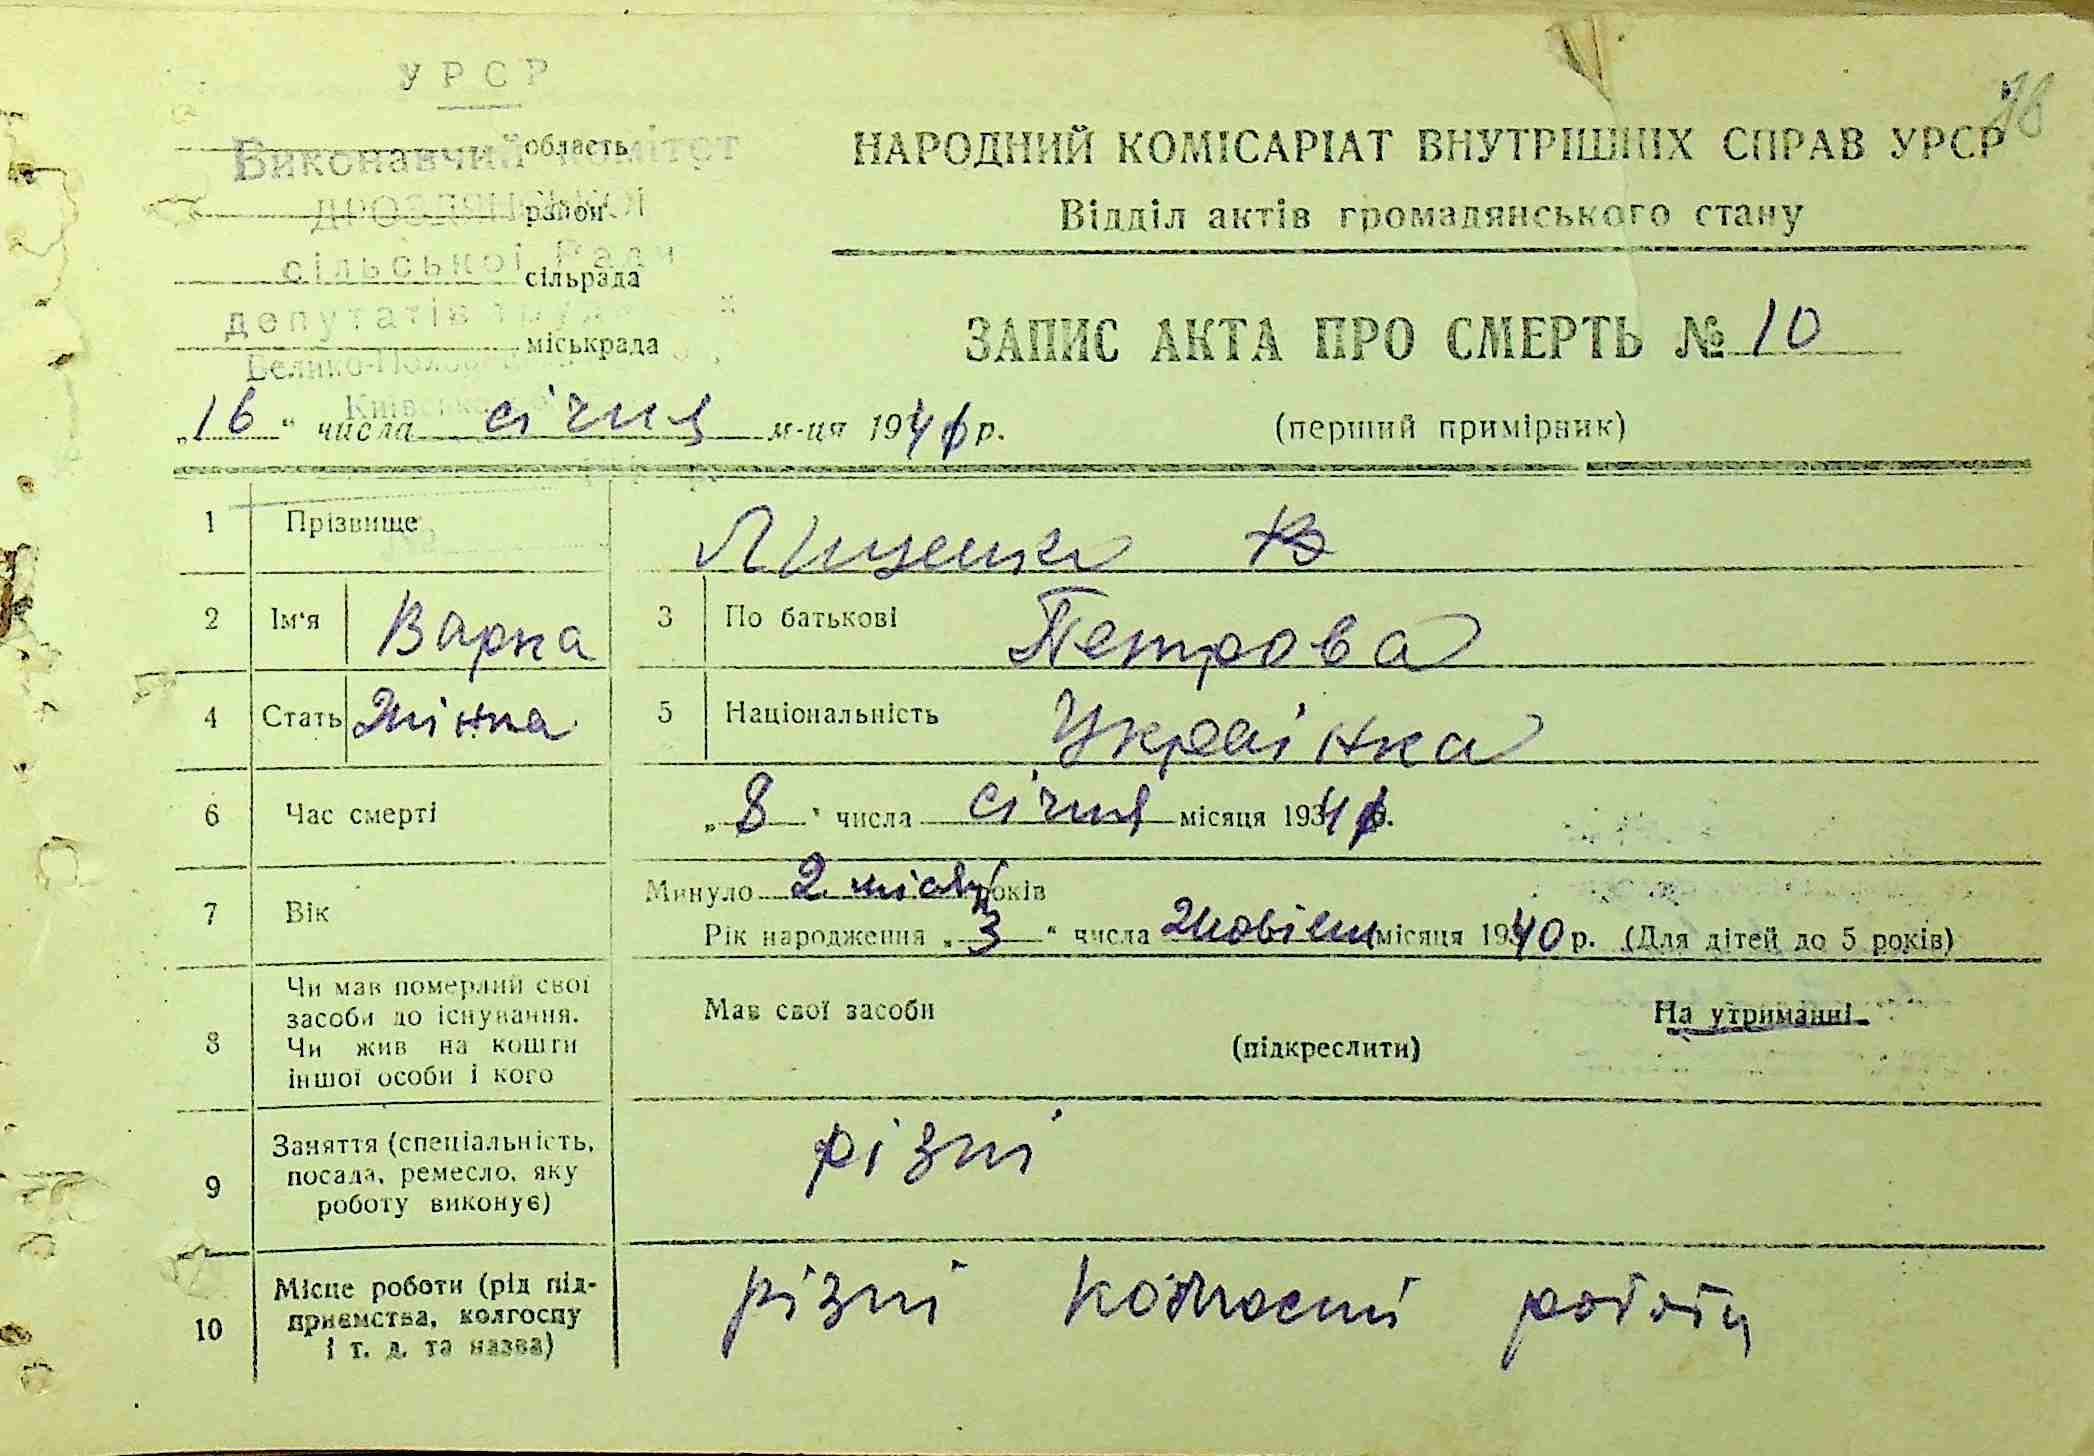 УРСР
Виконавчий комітет
область
район
сільської Ради
сільрада
депутатів
міськрада
Велико-
Київсько
98
НАРОДНИЙ КОМІСАРІАТ ВНУТРІШНІХ СПРАВ УРСР
Відділ актів громадянського стану
ЗАПИС АКТА ПРО СМЕРТЬ № 10
„16“ числа січня м-ця 1941 р.
(перший примірник)
1 Прізвище Лищенко
2 Ім'я Варка 3 По батькові Петрова
4 Стать Жінка 5 Національність Українка
6 Час смерті „8“ числа січня місяця 1941 р.
7 Вік Минуло 2 місяц років
Рік народження „3“ числа Жовтня місяця 1940 р. (Для дітей до 5 років)
8 Чи мав померлий свої засоби до існування. Чи жив на кошти іншої особи і кого Мав свої засоби (підкреслити) На утриманні
9 Заняття (спеціальність, посада, ремесло, яку роботу виконує) різні
10 Місце роботи (рід підприємства, колгоспу і т. д. та назва) різні колгоспні роботи